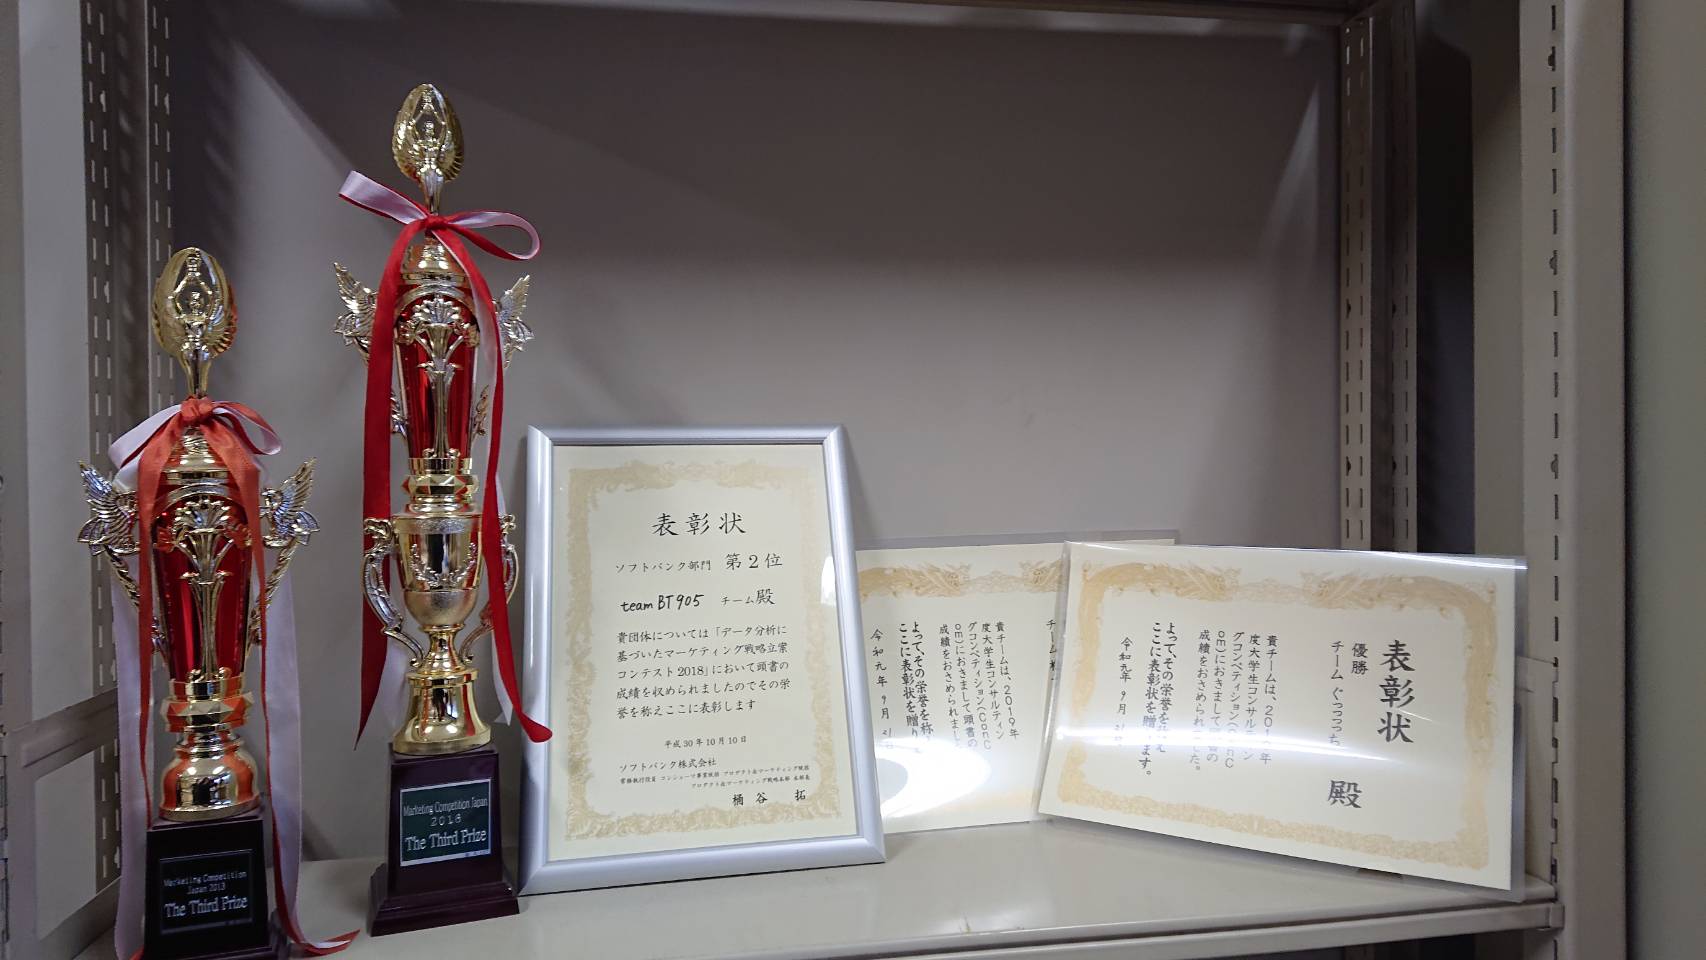 Marketing Competition
Japan 2013
The Third Prize
Marketing Competition Japan
2018
The Third Prize
表彰状
ソフトバンク部門 第2位
team BT905 チーム殿
貴団体については「データ分析に
基づいたマーケティング戦略立案
コンテスト2018」において頭書の
成績を収められましたのでその栄
誉を称えここに表彰します
平成30年10月10日
ソフトバンク株式会社
常務執行役員 コンシューマ事業統括 プロダクト&マーケティング統括
プロダクト&マーケティング戦略本部 本部長
桶谷 拓
チーム
貴チームは、2019年
度大学生コンサルティン
グコンペティション(ConC
om)におきまして頭書の
成績をおさめられまし
よって、その栄誉を称
ここに表彰状を贈り
令和元年 9月
表彰状
優勝
チーム ぐっっっち 殿
貴チームは、201 年
度大学生コンサルティン
グコンペティション(ConC
om)におきまして頭書の
成績をおさめられました。
よって、その栄誉を称え
ここに表彰状を贈ります。
令和元年 9月